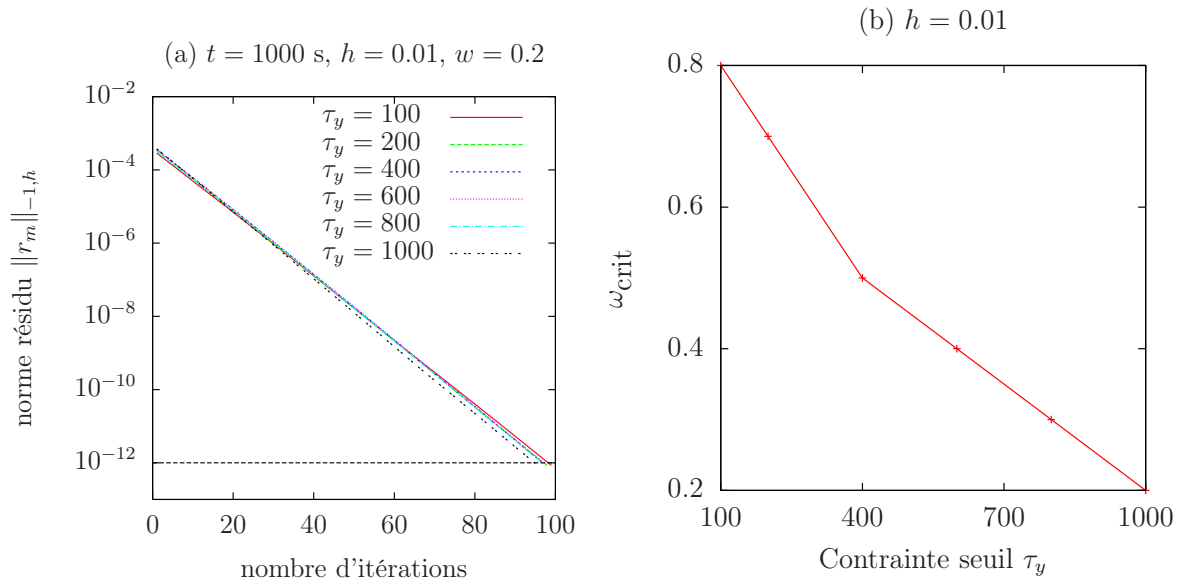 (a) t = 1000 s, h = 0.01, w = 0.2
norme résidu ||r_m||_{-1,h}
10^{-2}
10^{-4}
10^{-6}
10^{-8}
10^{-10}
10^{-12}
τ_y = 100
τ_y = 200
τ_y = 400
τ_y = 600
τ_y = 800
τ_y = 1000
0 20 40 60 80 100
nombre d'itérations
(b) h = 0.01
ω_crit
0.8
0.6
0.4
0.2
100 400 700 1000
Contrainte seuil τ_y